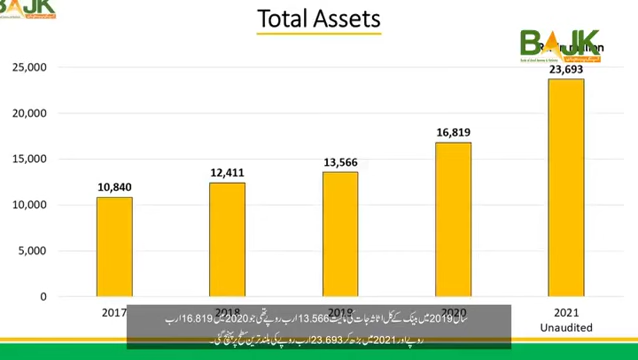 BAJK
Total Assets
BAJK
25,000
20,000
15,000
10,000
5,000
0
10,840
12,411
13,566
16,819
23,693
2017
2018
2019
2020
2021
Unaudited
سال 2019 میں بینک کے کل اثاثہ جات کی مالیت 13.566 ارب روپے تھی جو 2020 میں 16.819 ارب
روپے اور 2021 میں بڑھ کر 23.693 ارب روپے کی بلند ترین سطح پر پہنچ گئی۔